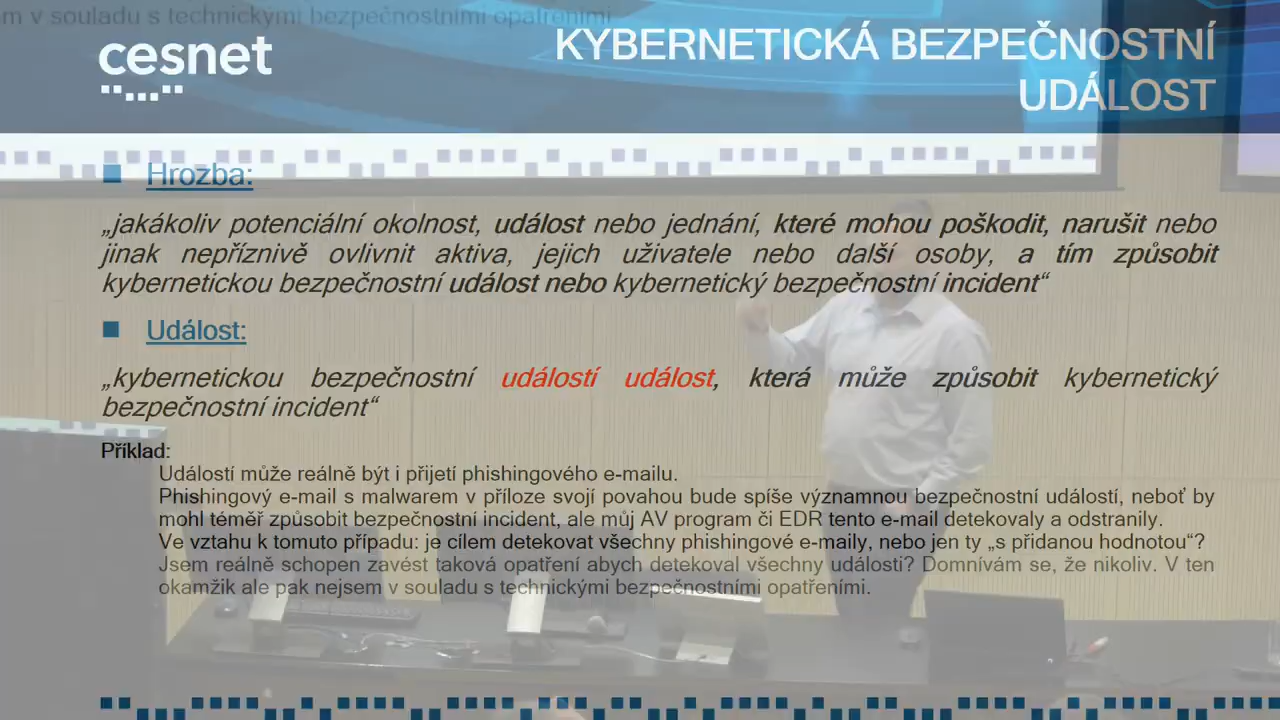 m v souladu s technickými bezpečnostními opatřeními
cesnet
KYBERNETICKÁ BEZPEČNOSTNÍ
UDÁLOST
Hrozba:
„jakákoliv potenciální okolnost, událost nebo jednání, které mohou poškodit, narušit nebo
jinak nepříznivě ovlivnit aktiva, jejich uživatele nebo další osoby, a tím způsobit
kybernetickou bezpečnostní událost nebo kybernetický bezpečnostní incident“
Událost:
„kybernetickou bezpečnostní událostí událost, která může způsobit kybernetický
bezpečnostní incident“
Příklad:
Událostí může reálně být i přijetí phishingového e-mailu.
Phishingový e-mail s malwarem v příloze svojí povahou bude spíše významnou bezpečnostní událostí, neboť by
mohl téměř způsobit bezpečnostní incident, ale můj AV program či EDR tento e-mail detekovaly a odstranily.
Ve vztahu k tomuto případu: je cílem detekovat všechny phishingové e-maily, nebo jen ty „s přidanou hodnotou“?
Jsem reálně schopen zavést taková opatření abych detekoval všechny události? Domnívám se, že nikoliv. V ten
okamžik ale pak nejsem v souladu s technickými bezpečnostními opatřeními.